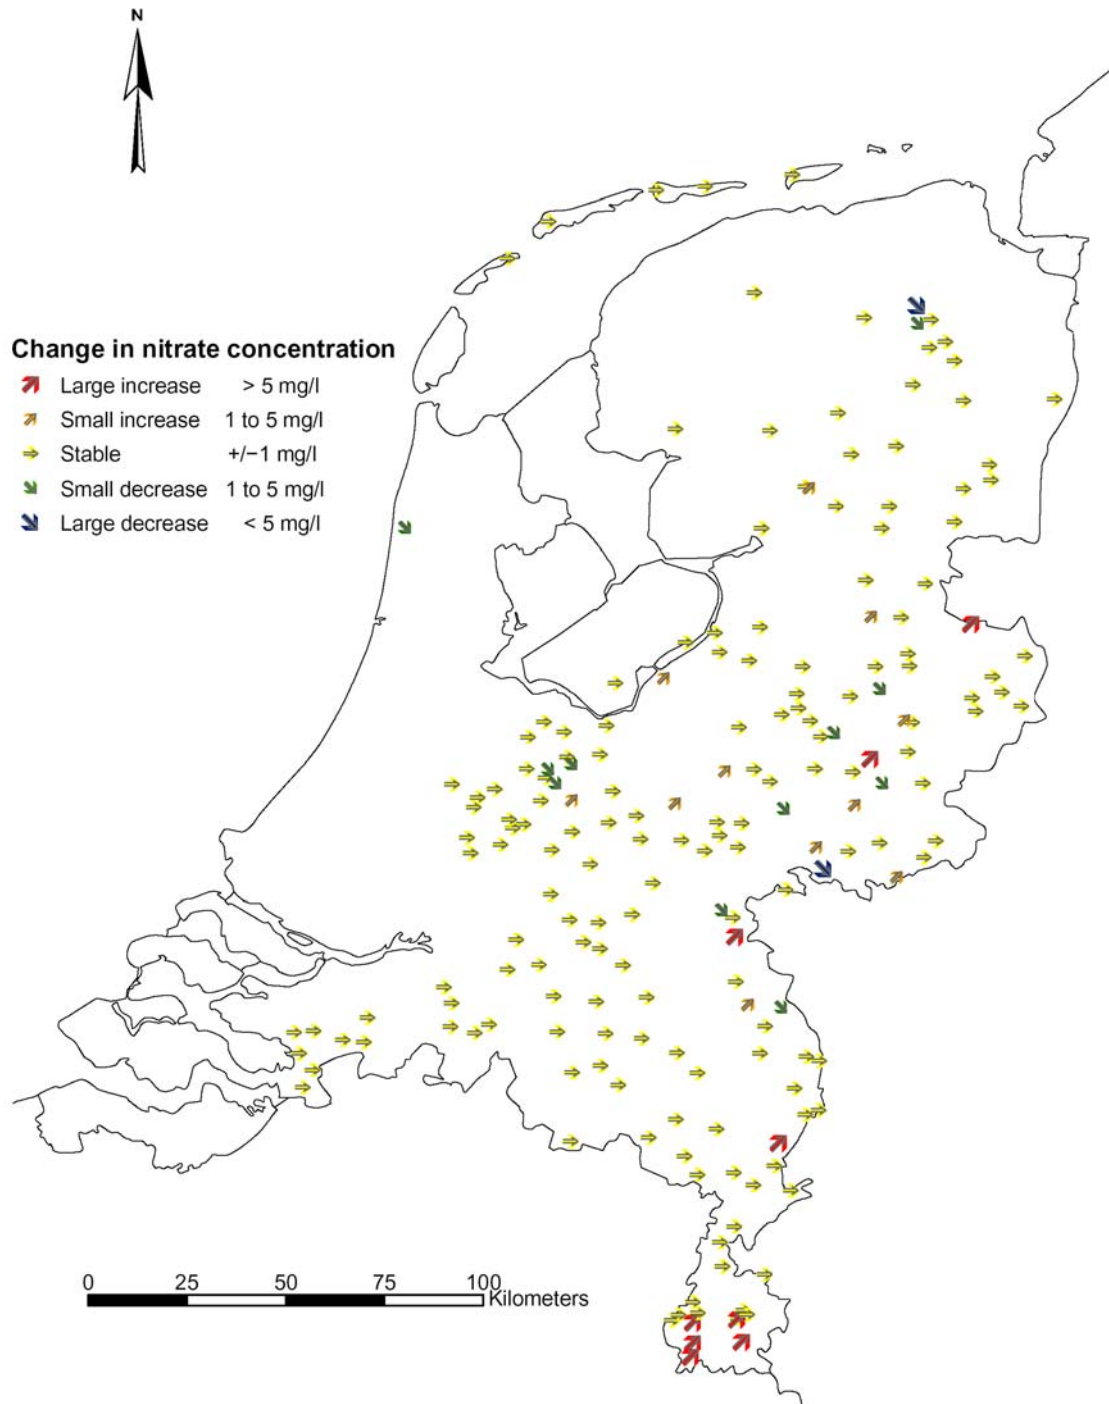 N
Change in nitrate concentration
Large increase > 5 mg/l
Small increase 1 to 5 mg/l
Stable +/−1 mg/l
Small decrease 1 to 5 mg/l
Large decrease < 5 mg/l
0 25 50 75 100
Kilometers